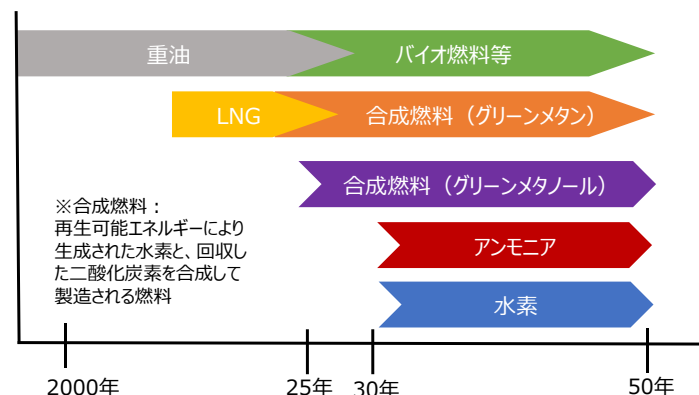 重油
バイオ燃料等
LNG
合成燃料（グリーンメタン）
合成燃料（グリーンメタノール）
※合成燃料：
再生可能エネルギーにより
生成された水素と、回収し
た二酸化炭素を合成して
製造される燃料
アンモニア
水素
2000年
25年
30年
50年